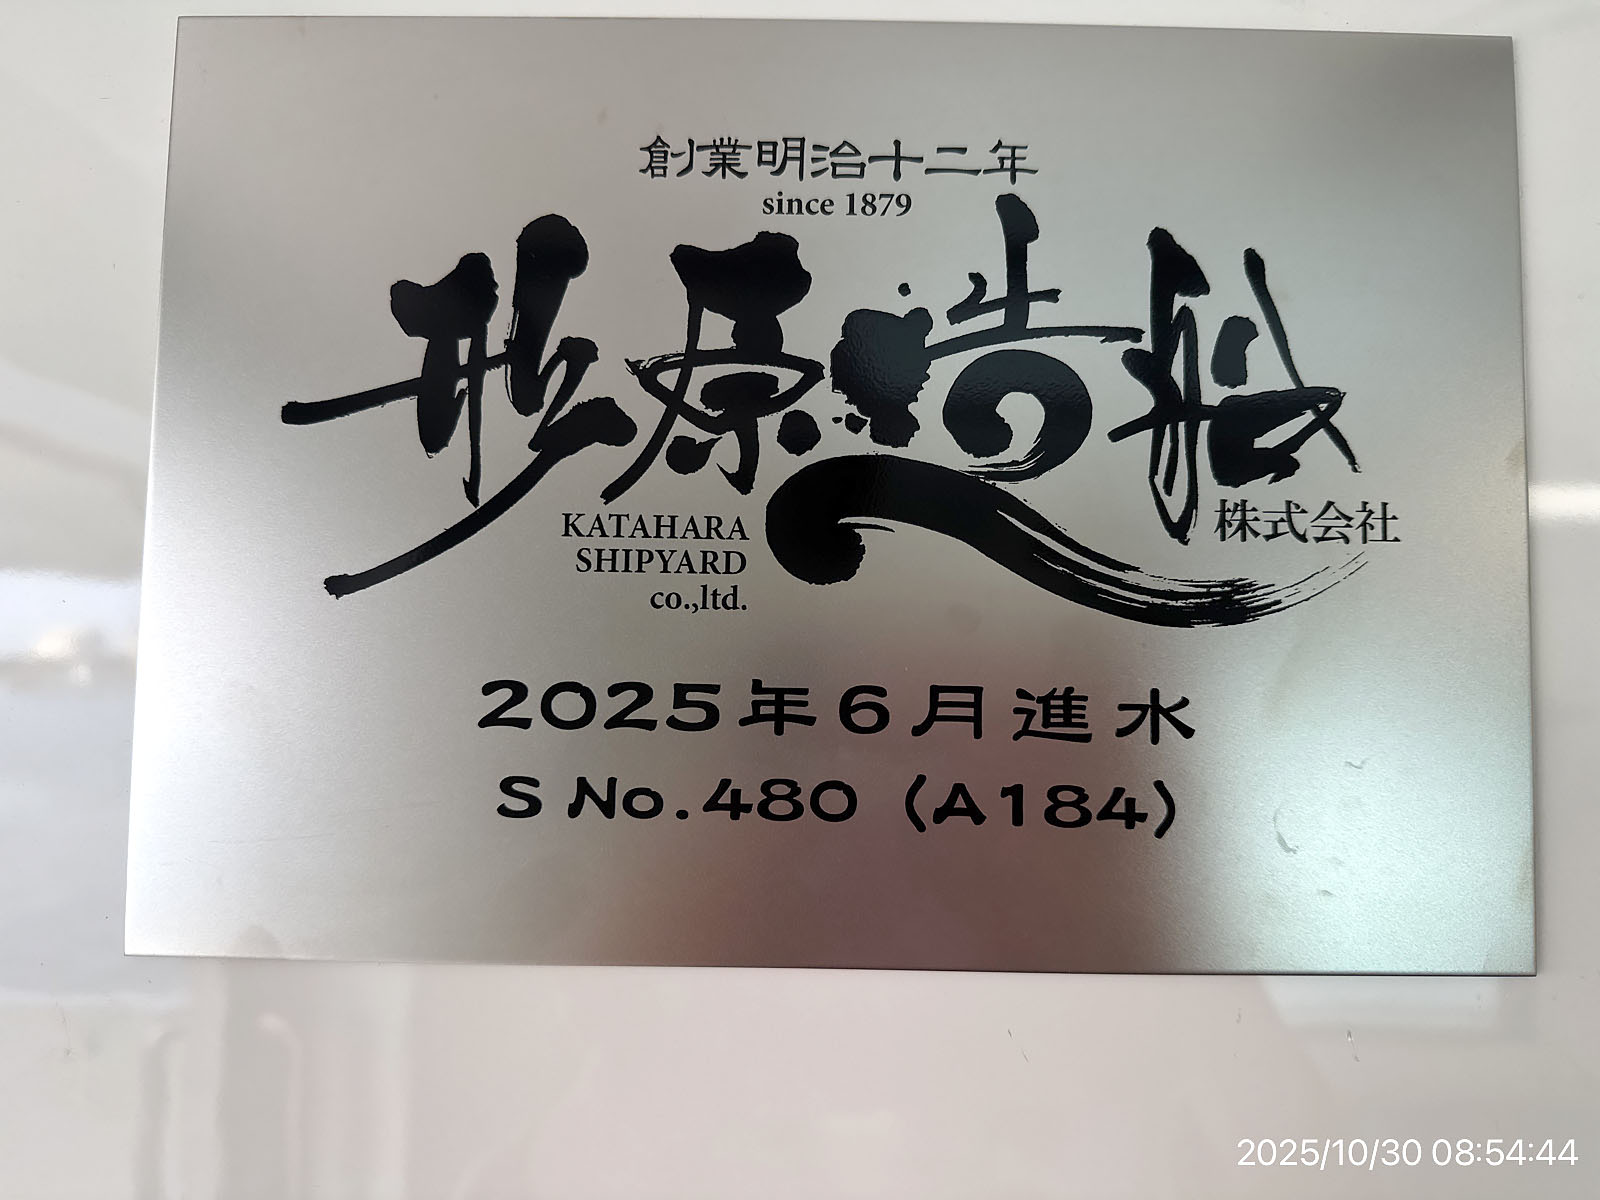 創業明治十二年
since 1879
形原造船
株式会社
KATAHARA
SHIPYARD
co.,ltd.
2025年6月進水
S No.480 (A184)
2025/10/30 08:54:44